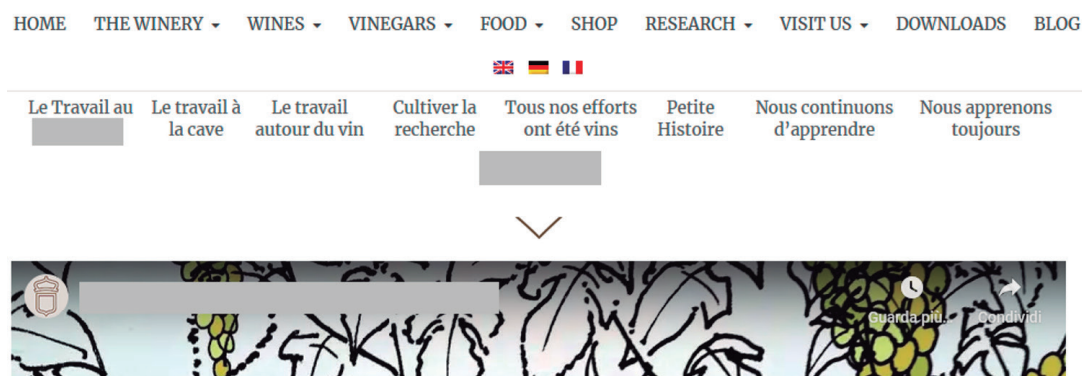 HOME THE WINERY WINES VINEGARS FOOD SHOP RESEARCH VISIT US DOWNLOADS BLOG
Le Travail au
Le travail à
la cave
Le travail
autour du vin
Cultiver la
recherche
Tous nos efforts
ont été vins
Petite
Histoire
Nous continuons
d’apprendre
Nous apprenons
toujours
Guarda più... Condividi